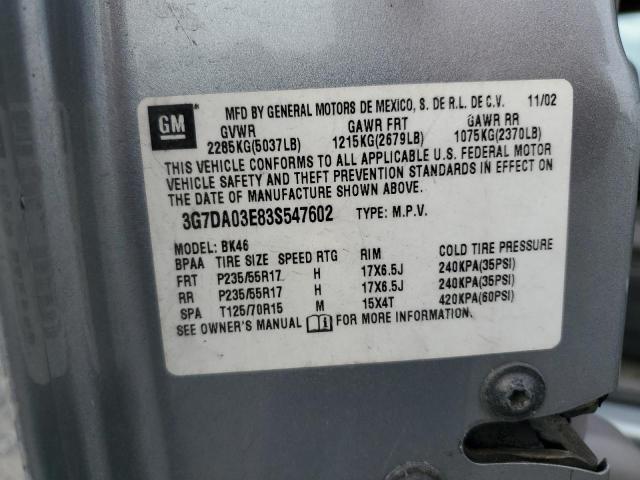 GM
MFD BY GENERAL MOTORS DE MEXICO, S. DE R.L. DE C.V. 11/02
GVWR GAWR FRT GAWR RR
2285KG(5037LB) 1215KG(2679LB) 1075KG(2370LB)
THIS VEHICLE CONFORMS TO ALL APPLICABLE U.S. FEDERAL MOTOR
VEHICLE SAFETY AND THEFT PREVENTION STANDARDS IN EFFECT ON
THE DATE OF MANUFACTURE SHOWN ABOVE.
3G7DA03E83S547602 TYPE: M.P.V.
MODEL: BK46
BPAA TIRE SIZE SPEED RTG RIM COLD TIRE PRESSURE
FRT P235/55R17 H 17X6.5J 240KPA(35PSI)
RR P235/55R17 H 17X6.5J 240KPA(35PSI)
SPA T125/70R15 M 15X4T 420KPA(60PSI)
SEE OWNER'S MANUAL FOR MORE INFORMATION.